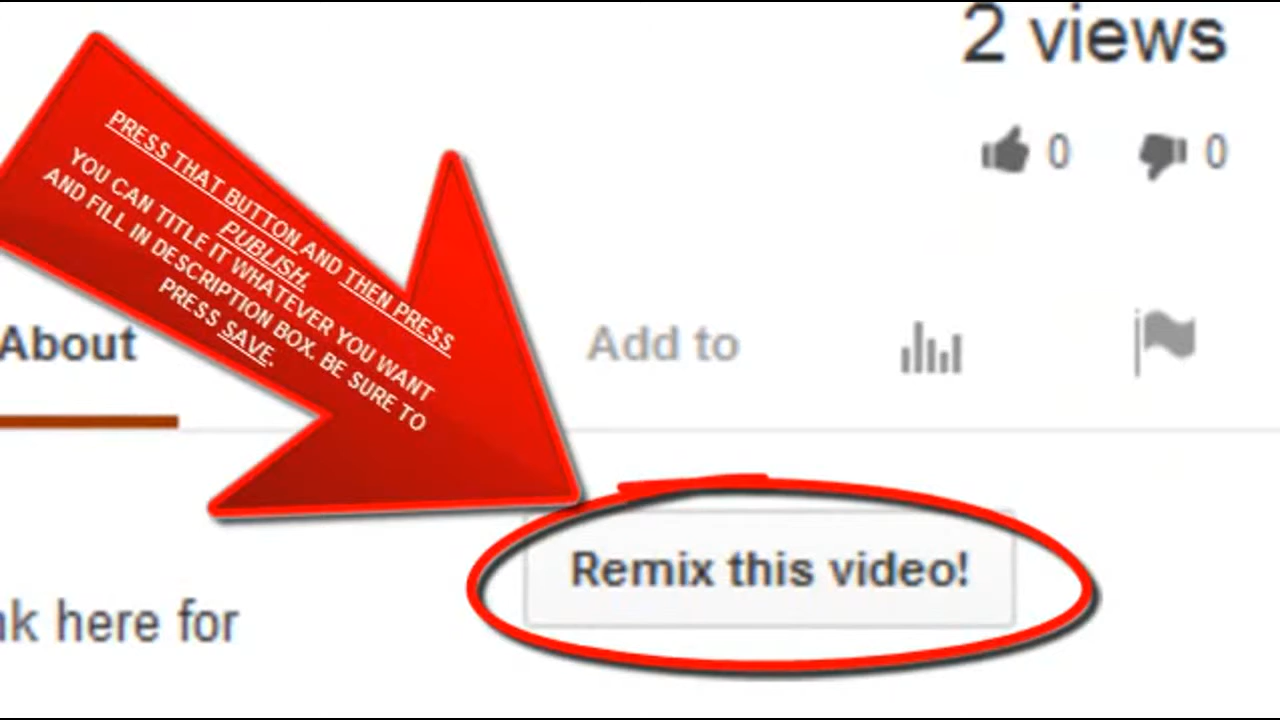 2 views
0 0
PRESS THAT BUTTON AND THEN PRESS
PUBLISH.
YOU CAN TITLE IT WHATEVER YOU WANT
AND FILL IN DESCRIPTION BOX. BE SURE TO
PRESS SAVE.
About
Add to
Remix this video!
nk here for